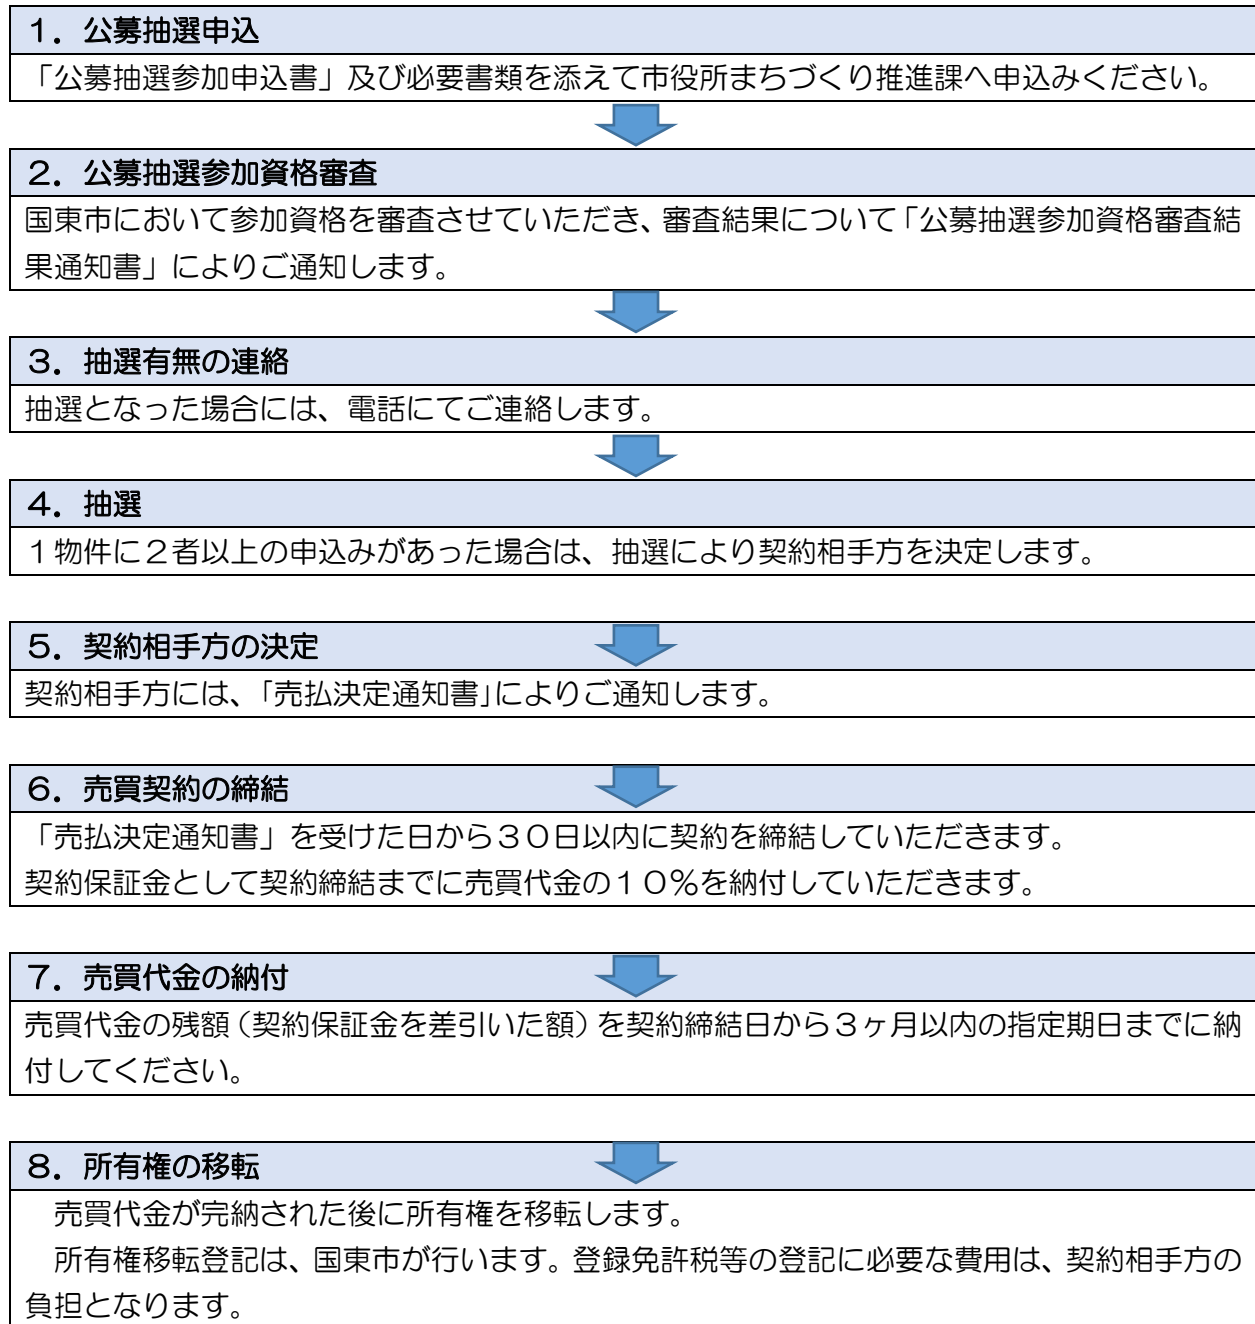 １．公募抽選申込
「公募抽選参加申込書」及び必要書類を添えて市役所まちづくり推進課へ申込みください。
２．公募抽選参加資格審査
国東市において参加資格を審査させていただき、審査結果について「公募抽選参加資格審査結
果通知書」によりご通知します。
３．抽選有無の連絡
抽選となった場合には、電話にてご連絡します。
４．抽選
１物件に２者以上の申込みがあった場合は、抽選により契約相手方を決定します。
５．契約相手方の決定
契約相手方には、「売払決定通知書」によりご通知します。
６．売買契約の締結
「売払決定通知書」を受けた日から３０日以内に契約を締結していただきます。
契約保証金として契約締結までに売買代金の１０％を納付していただきます。
７．売買代金の納付
売買代金の残額（契約保証金を差引いた額）を契約締結日から３ヶ月以内の指定期日までに納
付してください。
８．所有権の移転
売買代金が完納された後に所有権を移転します。
所有権移転登記は、国東市が行います。登録免許税等の登記に必要な費用は、契約相手方の
負担となります。